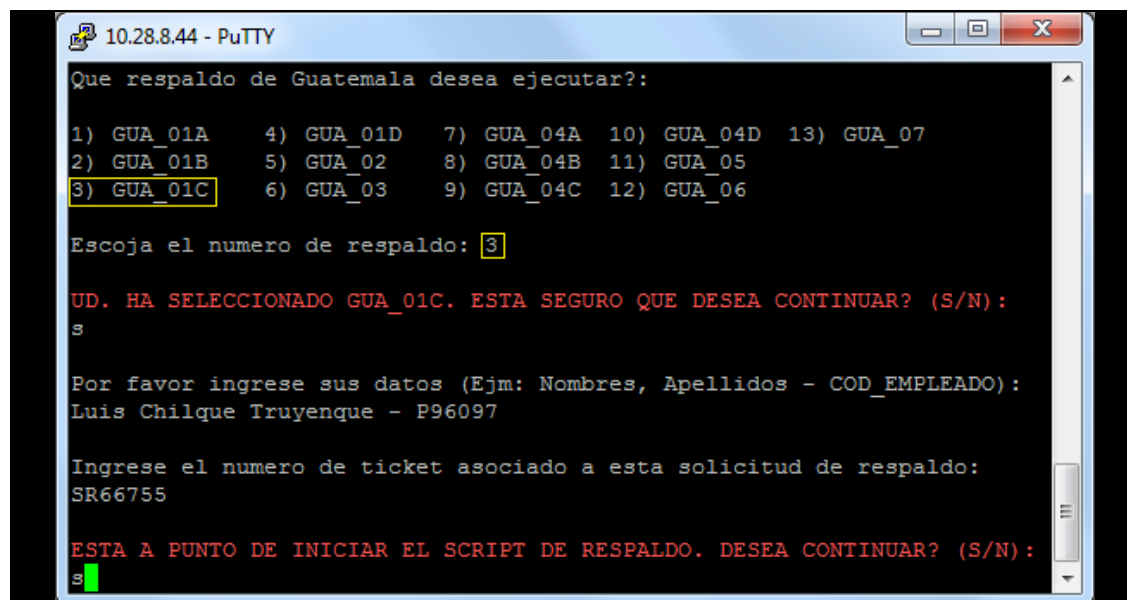 10.28.8.44 - PuTTY
Que respaldo de Guatemala desea ejecutar?:
1) GUA_01A 4) GUA_01D 7) GUA_04A 10) GUA_04D 13) GUA_07
2) GUA_01B 5) GUA_02 8) GUA_04B 11) GUA_05
3) GUA_01C 6) GUA_03 9) GUA_04C 12) GUA_06
Escoja el numero de respaldo: 3
UD. HA SELECCIONADO GUA_01C. ESTA SEGURO QUE DESEA CONTINUAR? (S/N):
s
Por favor ingrese sus datos (Ejm: Nombres, Apellidos - COD_EMPLEADO):
Luis Chilque Truyenque - P96097
Ingrese el numero de ticket asociado a esta solicitud de respaldo:
SR66755
ESTA A PUNTO DE INICIAR EL SCRIPT DE RESPALDO. DESEA CONTINUAR? (S/N):
s